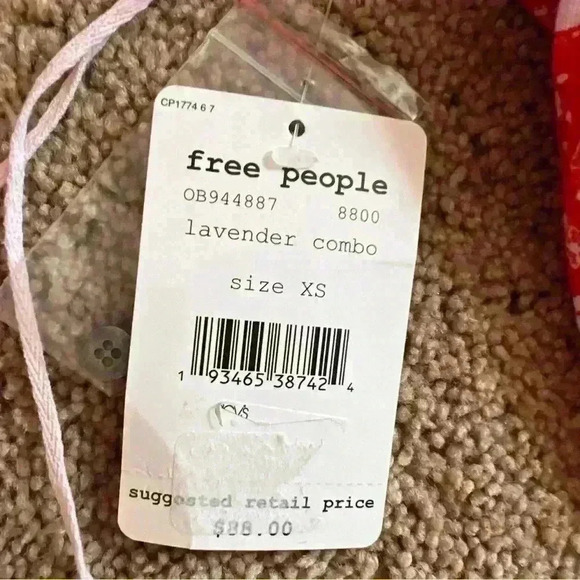 CP1774 6 7
free people
OB944887 8800
lavender combo
size XS
1 93465 38742 4
suggested retail price
$88.00